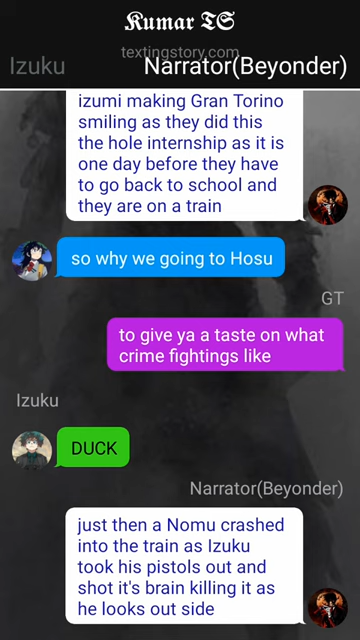 Kumar TS
textingstory.com
Izuku
Narrator(Beyonder)
izumi making Gran Torino
smiling as they did this
the hole internship as it is
one day before they have
to go back to school and
they are on a train
so why we going to Hosu
GT
to give ya a taste on what
crime fightings like
Izuku
DUCK
Narrator(Beyonder)
just then a Nomu crashed
into the train as Izuku
took his pistols out and
shot it's brain killing it as
he looks out side